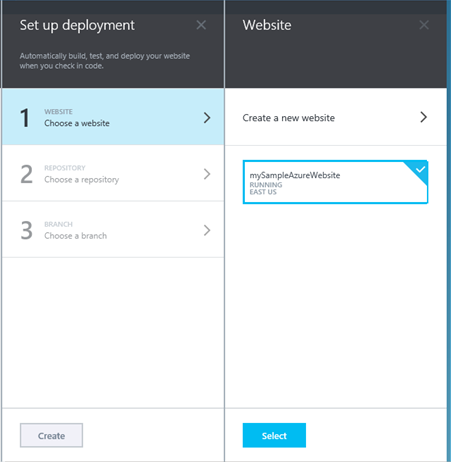 Set up deployment
Automatically build, test, and deploy your website
when you check in code.
1
WEBSITE
Choose a website
2
REPOSITORY
Choose a repository
3
BRANCH
Choose a branch
Create
Website
Create a new website
mySampleAzureWebsite
RUNNING
EAST US
Select